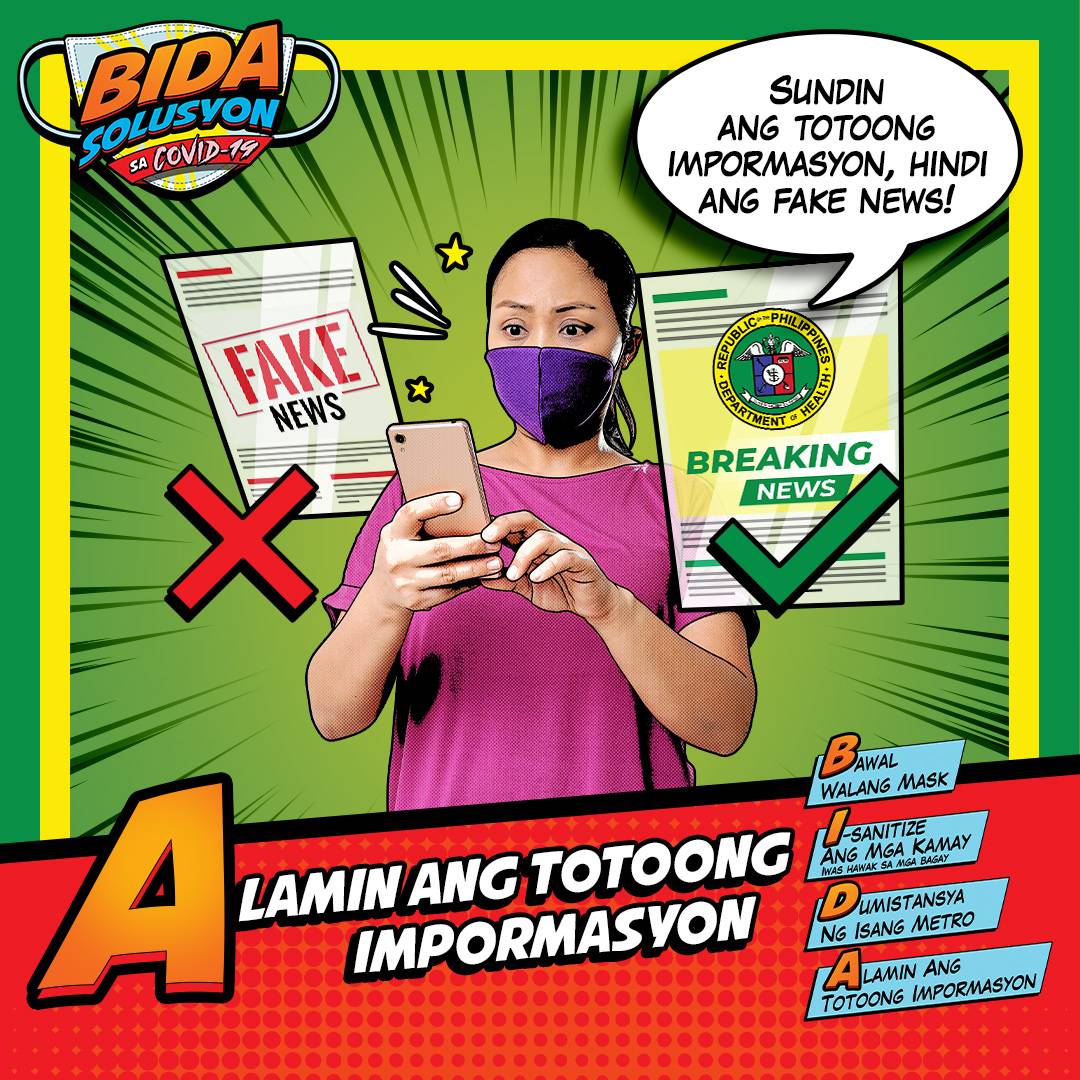 BIDA
SOLUSYON
SA COVID-19
SUNDIN
ANG TOTOONG
IMPORMASYON, HINDI
ANG FAKE NEWS!
FAKE
NEWS
REPUBLIC OF THE PHILIPPINES
DEPARTMENT OF HEALTH
BREAKING
NEWS
ALAMIN ANG TOTOONG
IMPORMASYON
BAWAL
WALANG MASK
I-SANITIZE
ANG MGA KAMAY
IWAS HAWAK SA MGA BAGAY
DUMISTANSYA
NG ISANG METRO
ALAMIN ANG
TOTOONG IMPORMASYON